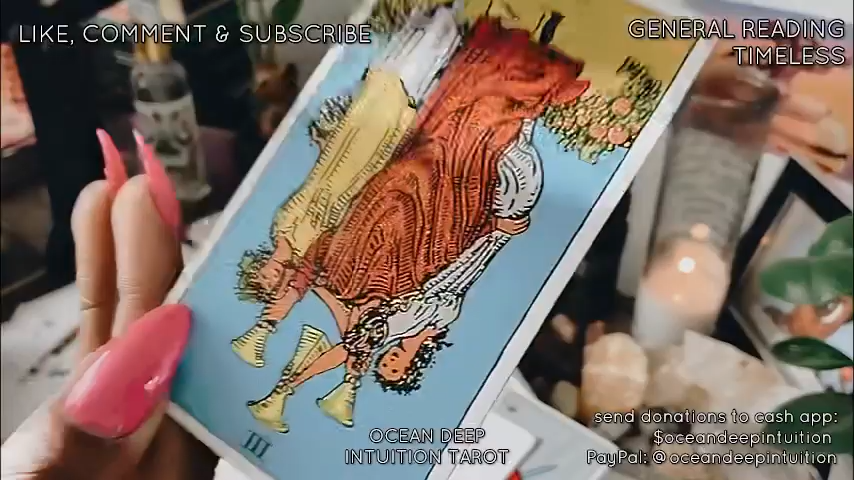 LIKE, COMMENT & SUBSCRIBE
GENERAL READING
TIMELESS
III
OCEAN DEEP
INTUITION TAROT
send donations to cash app:
$oceandeepintuition
PayPal: @oceandeepintuition